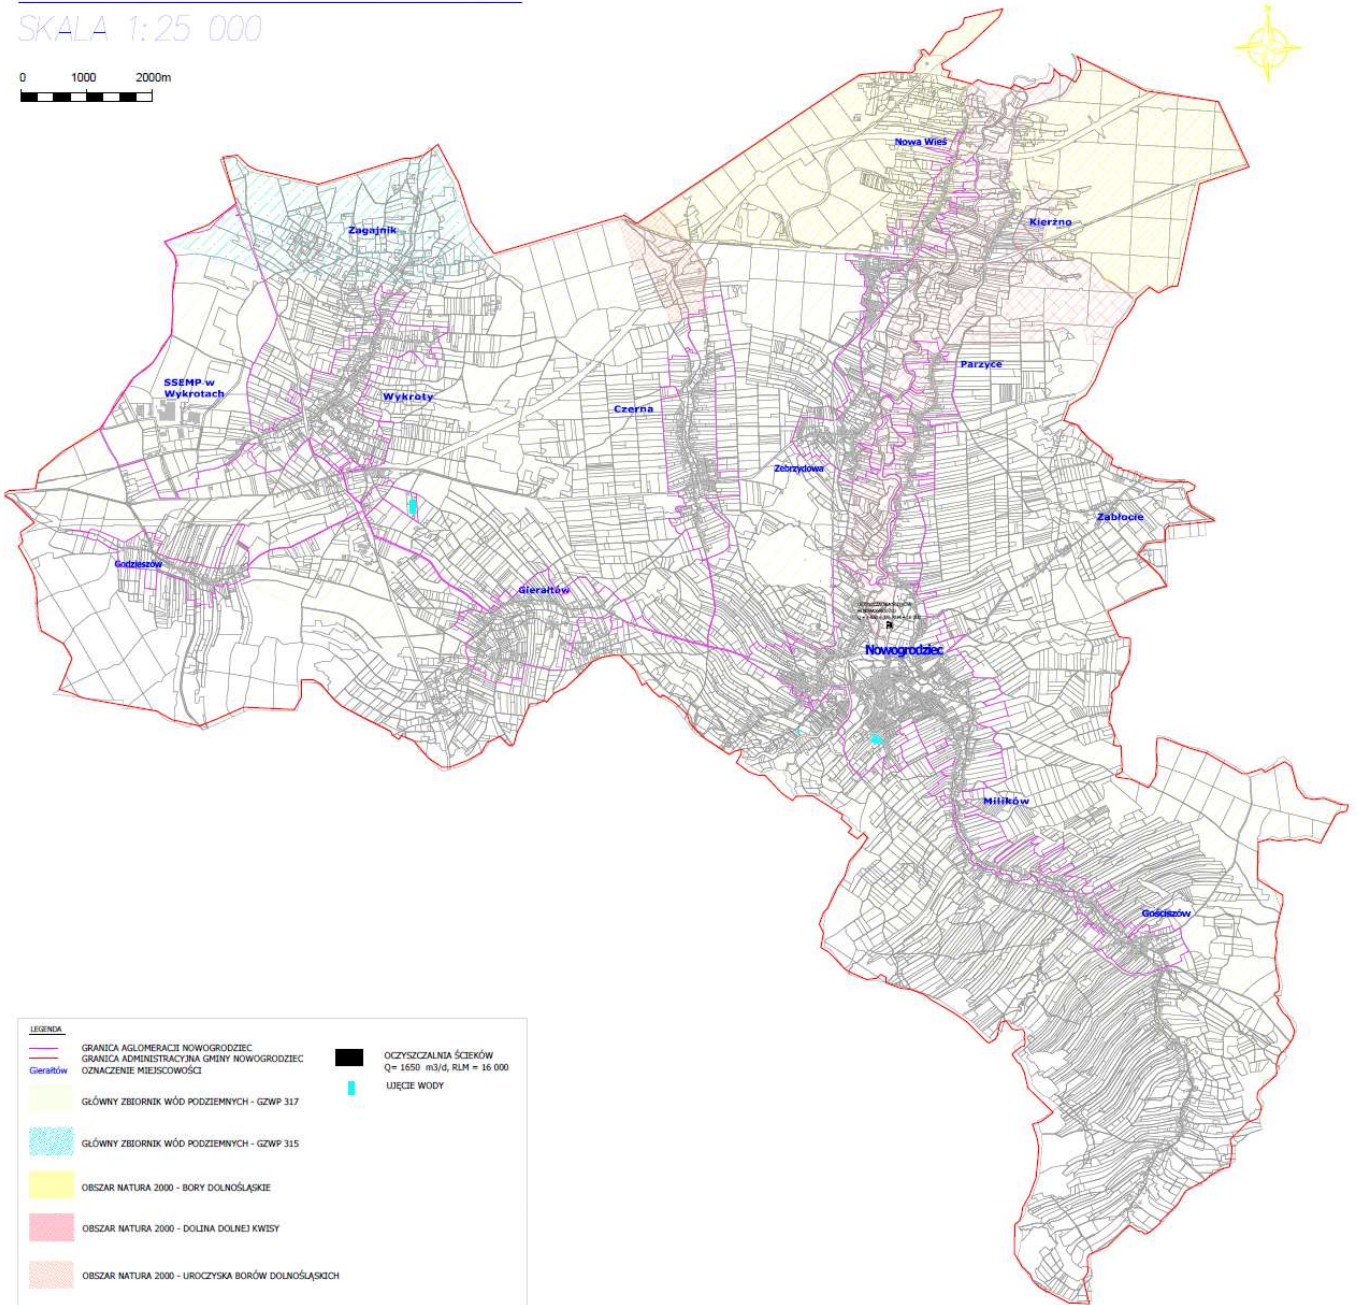 SKALA 1:25 000
0 1000 2000m
N
Nowa Wieś
Kierżno
Zagajnik
SSEMP w
Wykrotach
Wykroty
Czerna
Parzyce
Zebrzydowa
Zabłocie
Godzieszów
Gierałtów
Nowogrodziec
Milików
Gościszów
LEGENDA
GRANICA AGLOMERACJI NOWOGRODZIEC
GRANICA ADMINISTRACYJNA GMINY NOWOGRODZIEC
Gierałtów OZNACZENIE MIEJSCOWOŚCI
GŁÓWNY ZBIORNIK WÓD PODZIEMNYCH - GZWP 317
GŁÓWNY ZBIORNIK WÓD PODZIEMNYCH - GZWP 315
OBSZAR NATURA 2000 - BORY DOLNOŚLĄSKIE
OBSZAR NATURA 2000 - DOLINA DOLNEJ KWISY
OBSZAR NATURA 2000 - UROCZYSKA BORÓW DOLNOŚLĄSKICH
OCZYSZCZALNIA ŚCIEKÓW
Q= 1650 m3/d, RLM = 16 000
UJĘCIE WODY